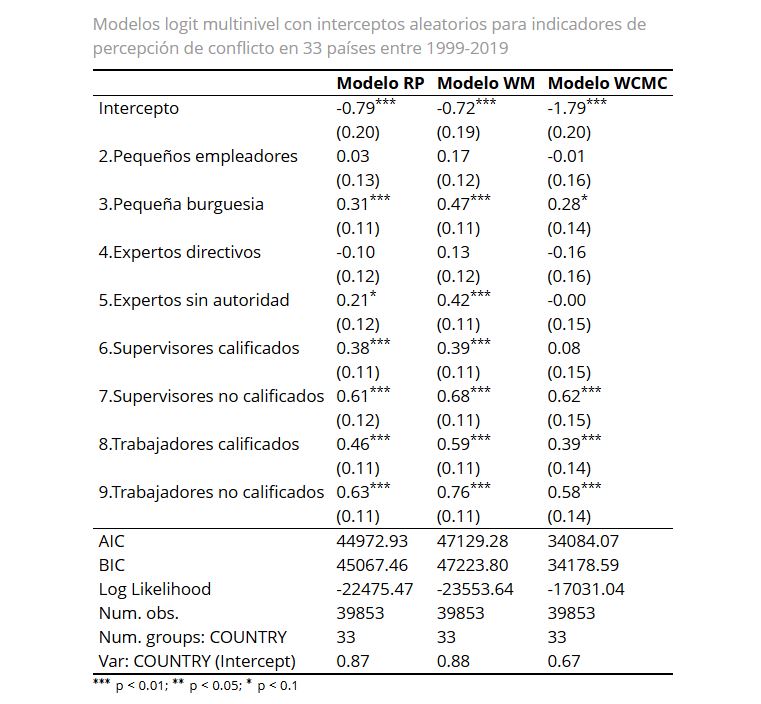 Modelos logit multinivel con interceptos aleatorios para indicadores de
percepción de conflicto en 33 países entre 1999-2019
Modelo RP Modelo WM Modelo WCMC
Intercepto -0.79*** -0.72*** -1.79***
(0.20) (0.19) (0.20)
2.Pequeños empleadores 0.03 0.17 -0.01
(0.13) (0.12) (0.16)
3.Pequeña burguesia 0.31*** 0.47*** 0.28*
(0.11) (0.11) (0.14)
4.Expertos directivos -0.10 0.13 -0.16
(0.12) (0.12) (0.16)
5.Expertos sin autoridad 0.21* 0.42*** -0.00
(0.12) (0.11) (0.15)
6.Supervisores calificados 0.38*** 0.39*** 0.08
(0.11) (0.11) (0.15)
7.Supervisores no calificados 0.61*** 0.68*** 0.62***
(0.12) (0.11) (0.15)
8.Trabajadores calificados 0.46*** 0.59*** 0.39***
(0.11) (0.11) (0.14)
9.Trabajadores no calificados 0.63*** 0.76*** 0.58***
(0.11) (0.11) (0.14)
AIC 44972.93 47129.28 34084.07
BIC 45067.46 47223.80 34178.59
Log Likelihood -22475.47 -23553.64 -17031.04
Num. obs. 39853 39853 39853
Num. groups: COUNTRY 33 33 33
Var: COUNTRY (Intercept) 0.87 0.88 0.67
*** p < 0.01; ** p < 0.05; * p < 0.1